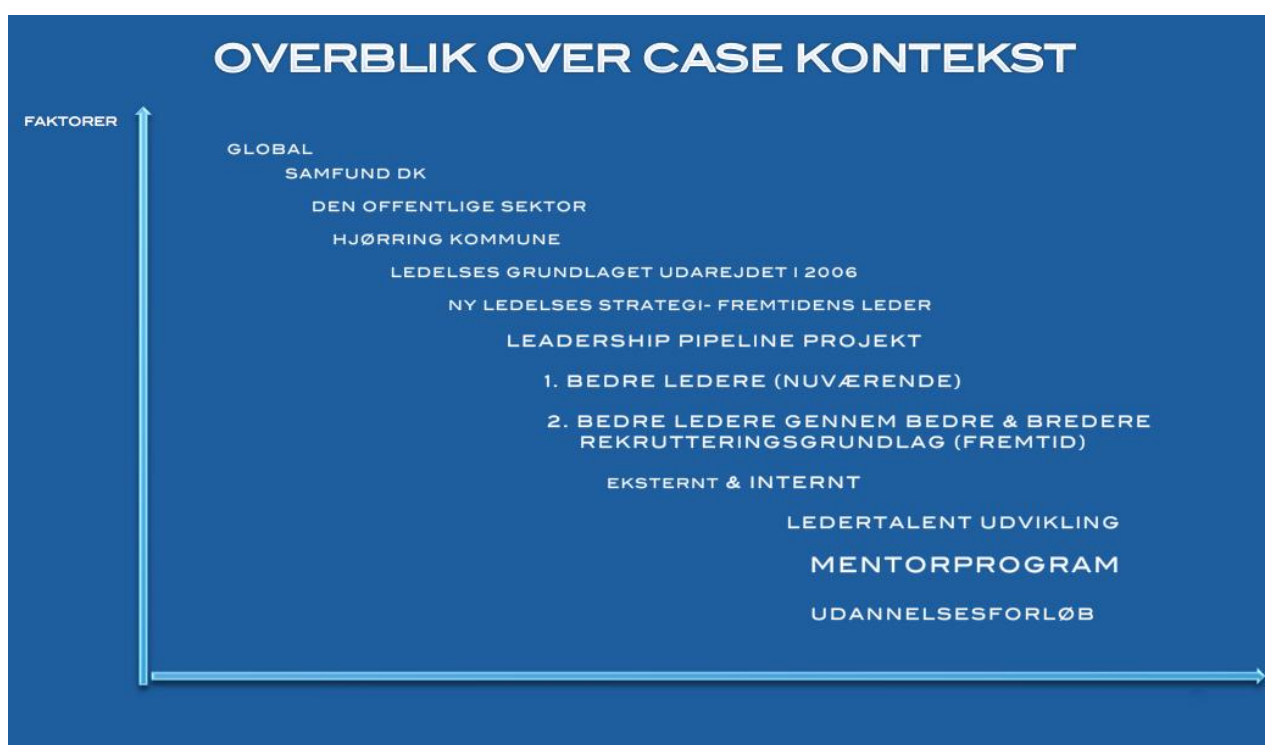 OVERBLIK OVER CASE KONTEKST
FAKTORER
GLOBAL
SAMFUND DK
DEN OFFENTLIGE SEKTOR
HJØRRING KOMMUNE
LEDELSES GRUNDLAGET UDAREJDET I 2006
NY LEDELSES STRATEGI- FREMTIDENS LEDER
LEADERSHIP PIPELINE PROJEKT
1. BEDRE LEDERE (NUVÆRENDE)
2. BEDRE LEDERE GENNEM BEDRE & BREDERE
REKRUTTERINGSGRUNDLAG (FREMTID)
EKSTERNT & INTERNT
LEDERTALENT UDVIKLING
MENTORPROGRAM
UDANNELSESFORLØB